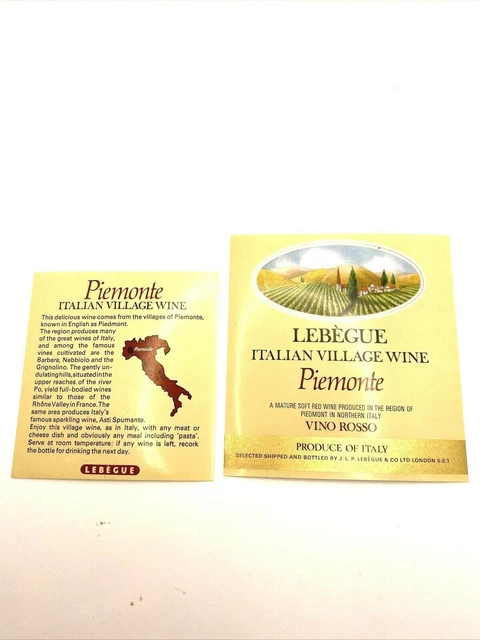 Piemonte
ITALIAN VILLAGE WINE
This delicious wine comes from the villages of Piemonte,
known in English as Piedmont.
The region produces many
of the great wines of Italy,
and among the famous
vines cultivated are the
Barbera, Nebbiolo and the
Grignolino. The gently un-
dulating hills, situated in the
upper reaches of the river
Po, yield full-bodied wines
similar to those of the
Rhône Valley in France. The
same area produces Italy's
famous sparkling wine, Asti Spumante.
Enjoy this village wine, as in Italy, with any meat or
cheese dish and obviously any meal including 'pasta'.
Serve at room temperature: if any wine is left, recork
the bottle for drinking the next day.
Piemonte
LEBÈGUE
LEBÈGUE
ITALIAN VILLAGE WINE
Piemonte
A MATURE SOFT RED WINE PRODUCED IN THE REGION OF
PIEDMONT IN NORTHERN ITALY
VINO ROSSO
PRODUCE OF ITALY
SELECTED SHIPPED AND BOTTLED BY J. L. P. LEBÈGUE & CO LTD LONDON S.E.1